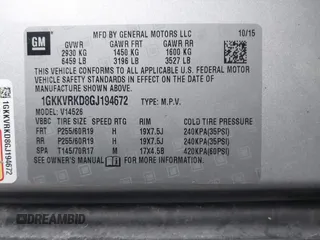 GM
MFD BY GENERAL MOTORS LLC
10/15
GVWR GAWR FRT GAWR RR
2930 KG 1450 KG 1600 KG
6459 LB 3196 LB 3527 LB
THIS VEHICLE CONFORMS TO ALL APPLICABLE U.S. FEDERAL
MOTOR VEHICLE SAFETY AND THEFT PREVENTION STANDARDS
IN EFFECT ON THE DATE OF
MANUFACTURE SHOWN ABOVE.
1GKKVRKD8GJ194672 TYPE: M.P.V.
MODEL: V14526
VBBC TIRE SIZE SPEED RTG RIM COLD TIRE PRESSURE
FRT P255/60R19 H 19X7.5J 240KPA(35PSI)
RR P255/60R19 H 19X7.5J 240KPA(35PSI)
SPA T145/70R17 M 17X4.5B 420KPA(60PSI)
SEE OWNER'S MANUAL FOR MORE INFORMATION.
1GKKVRKD8GJ194672
DREAMBID